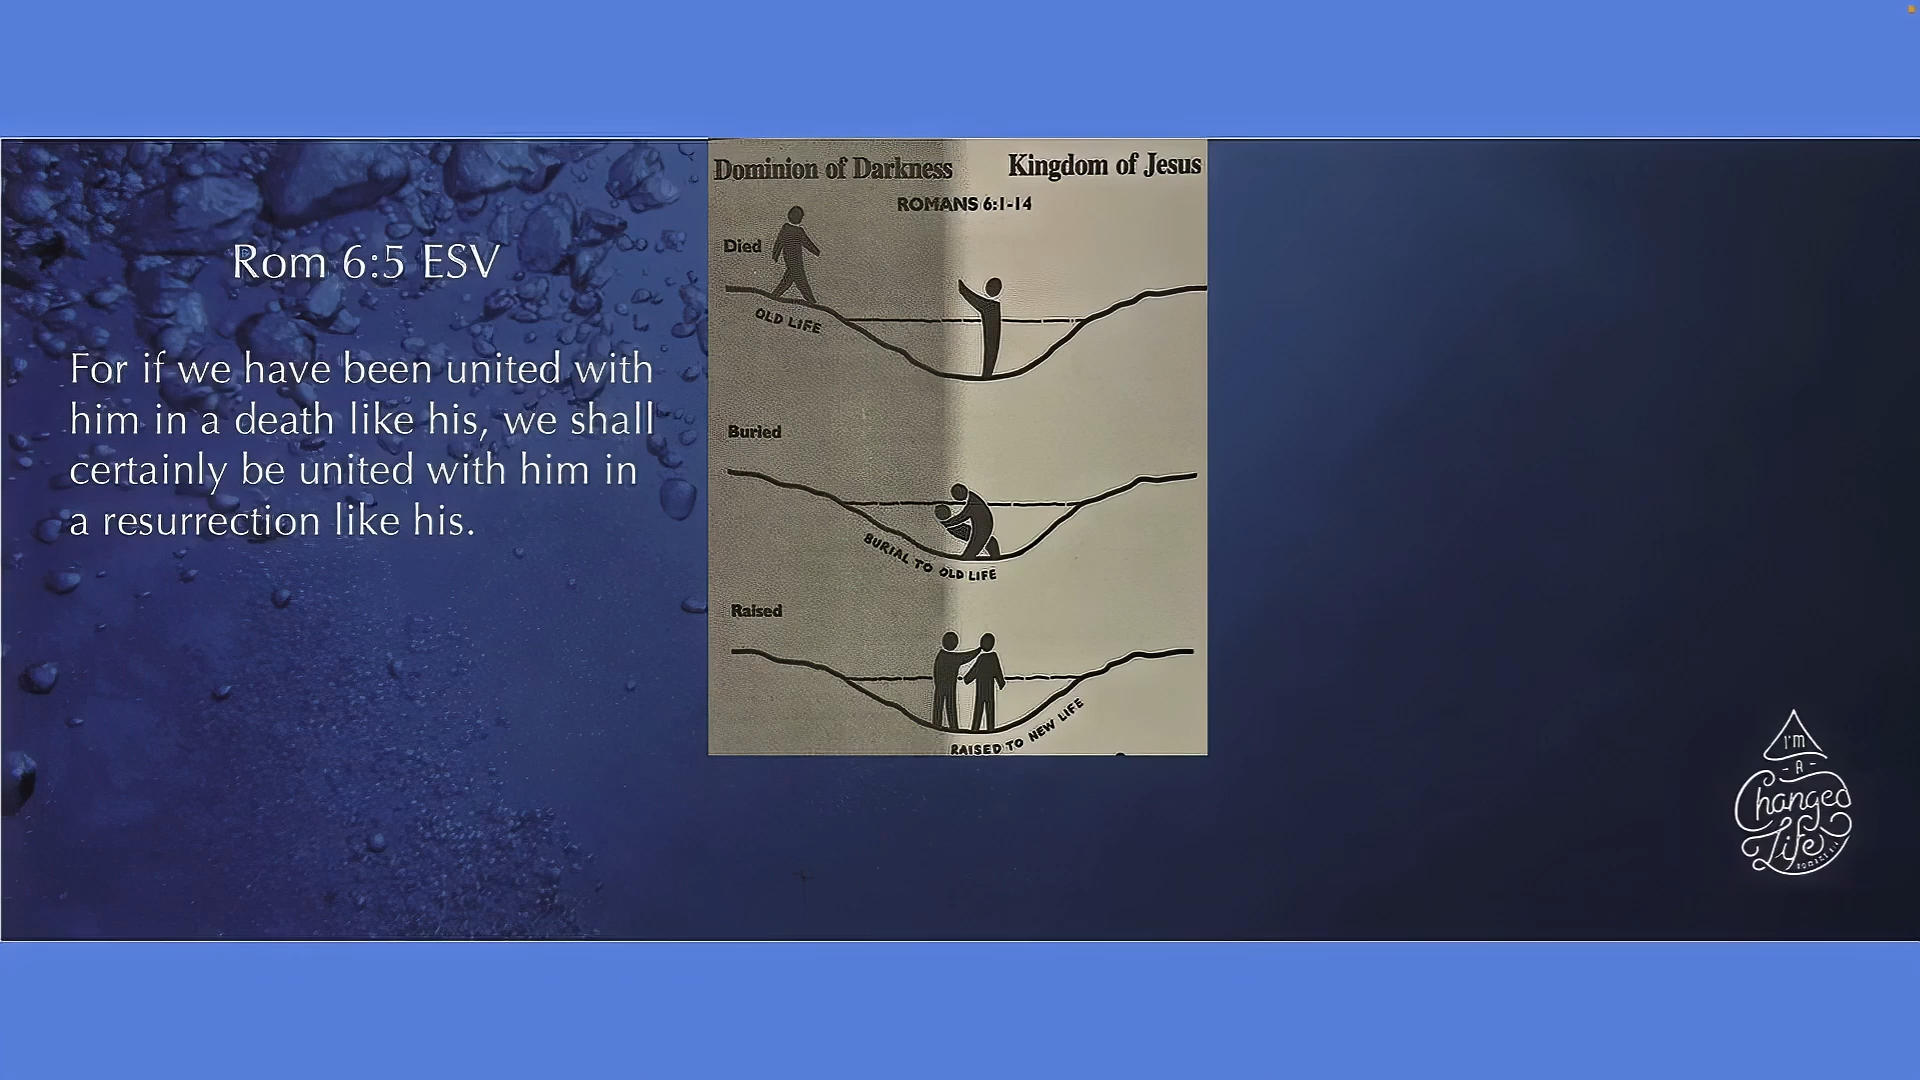 Rom 6:5 ESV
For if we have been united with
him in a death like his, we shall
certainly be united with him in
a resurrection like his.
Dominion of Darkness
Kingdom of Jesus
ROMANS 6:1-14
Died
OLD LIFE
Buried
BURIAL TO OLD LIFE
Raised
RAISED TO NEW LIFE
I'm
- A -
Changed
Life